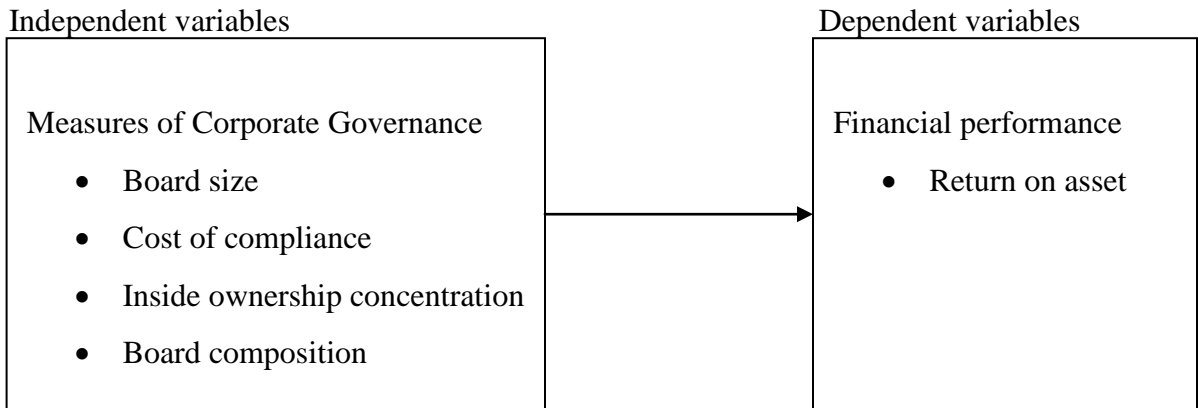 Independent variables
Dependent variables
Measures of Corporate Governance
• Board size
• Cost of compliance
• Inside ownership concentration
• Board composition
Financial performance
• Return on asset